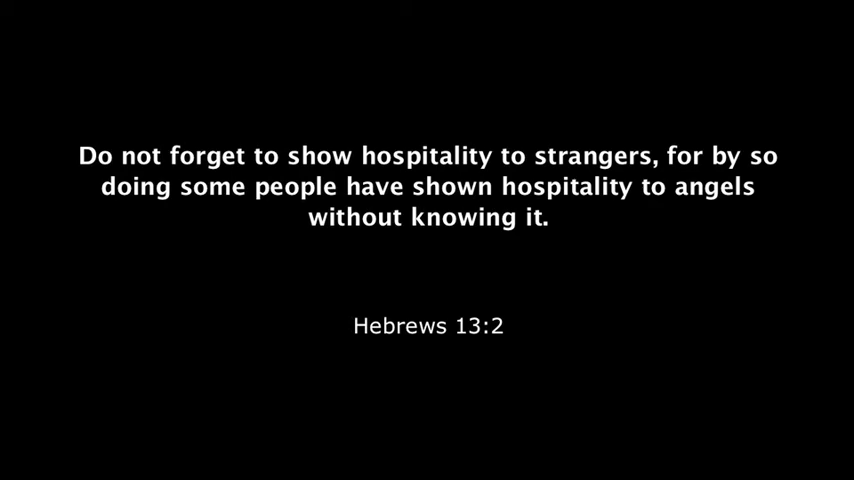 Do not forget to show hospitality to strangers, for by so
doing some people have shown hospitality to angels
without knowing it.
Hebrews 13:2